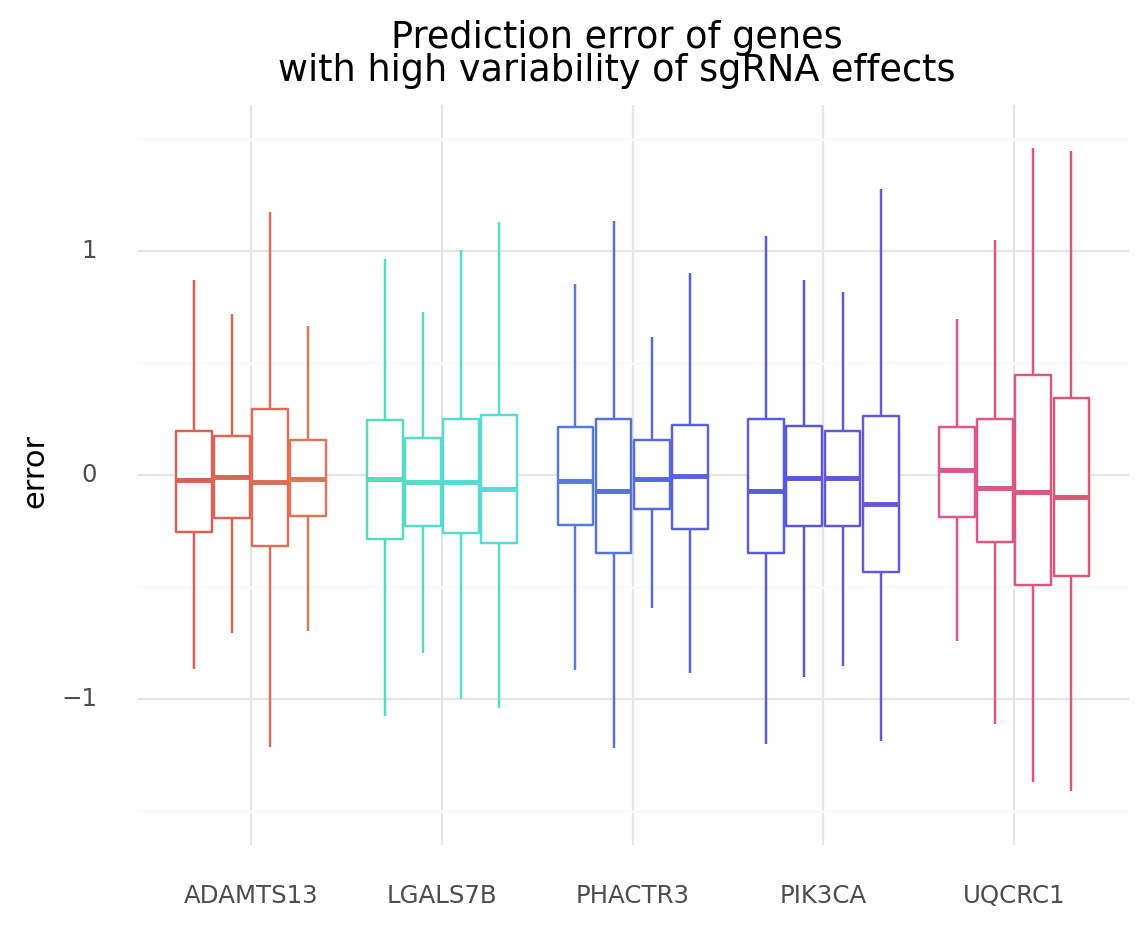 Prediction error of genes
with high variability of sgRNA effects
error
1
0
−1
ADAMTS13 LGALS7B PHACTR3 PIK3CA UQCRC1